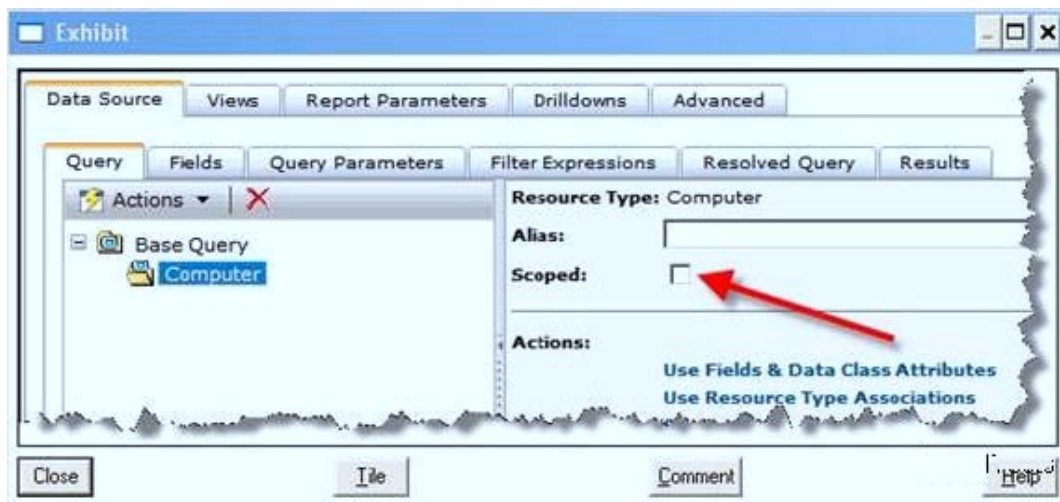 Exhibit
Data Source Views Report Parameters Drilldowns Advanced
Query Fields Query Parameters Filter Expressions Resolved Query Results
Actions
Resource Type: Computer
Base Query
Alias:
Computer
Scoped:
Actions:
Use Fields & Data Class Attributes
Use Resource Type Associations
Close Tile Comment Help